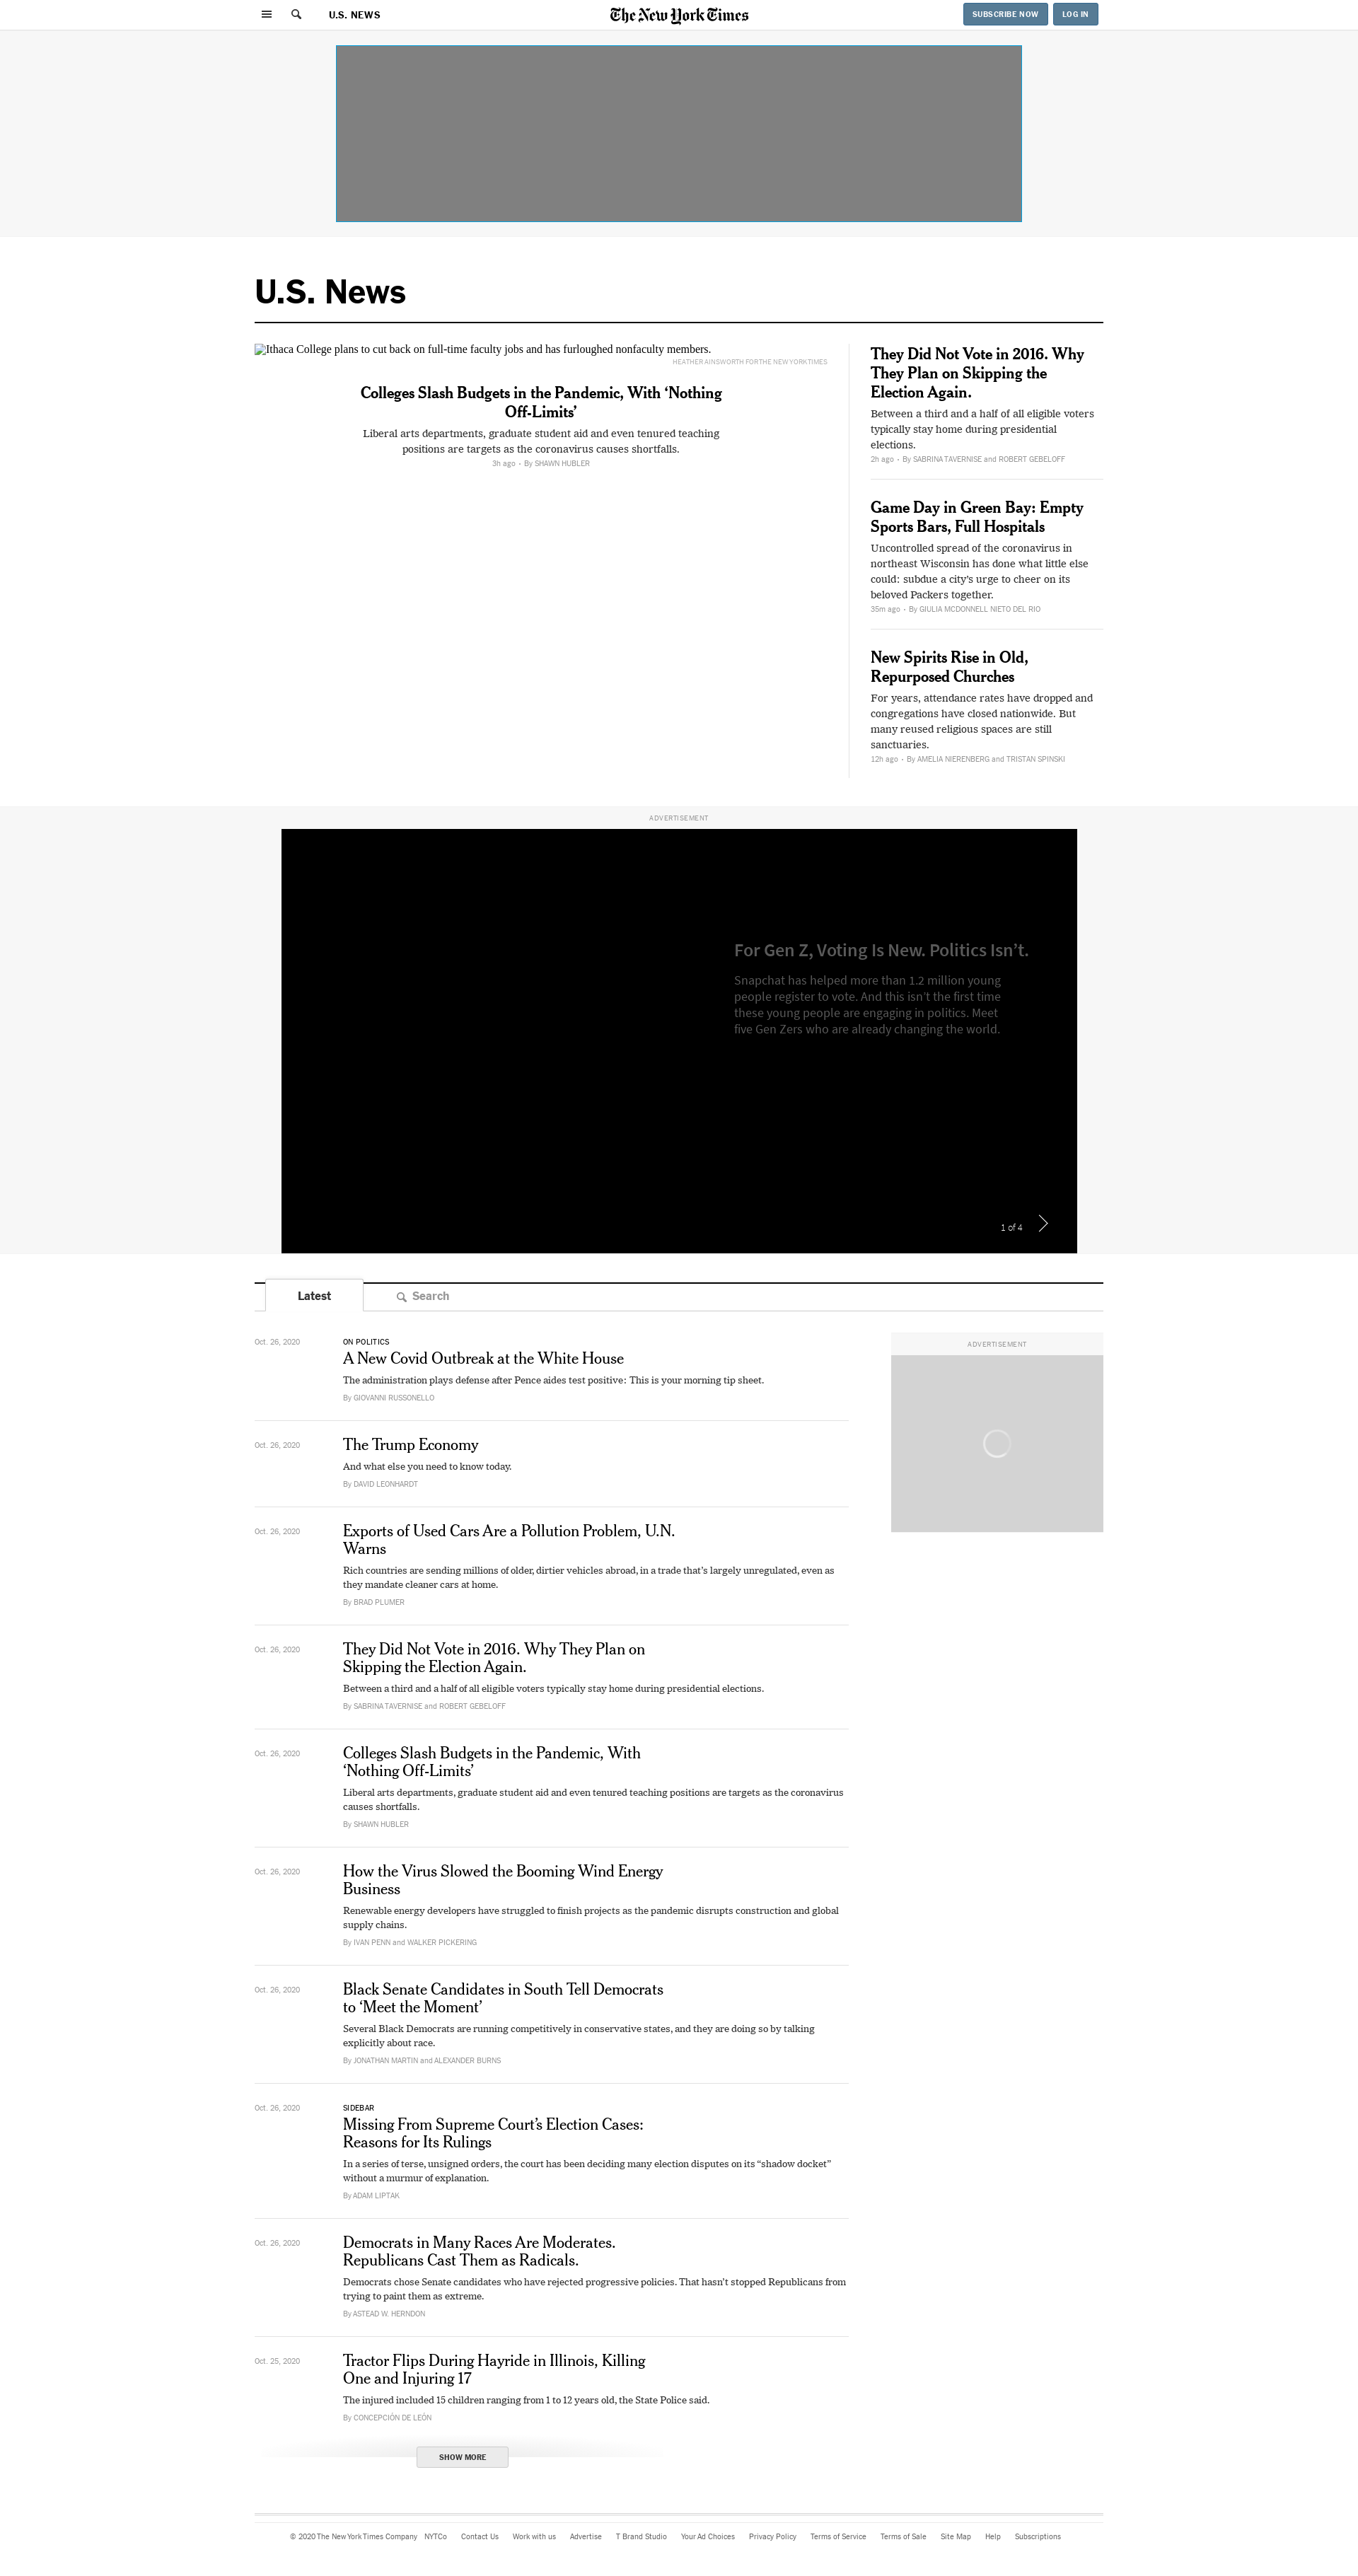 U.S. NEWS
The New York Times
SUBSCRIBE NOW
LOG IN
U.S. News
Ithaca College plans to cut back on full-time faculty jobs and has furloughed nonfaculty members.
HEATHER AINSWORTH FOR THE NEW YORK TIMES
Colleges Slash Budgets in the Pandemic, With ‘Nothing
Off-Limits’
Liberal arts departments, graduate student aid and even tenured teaching
positions are targets as the coronavirus causes shortfalls.
3h ago • By SHAWN HUBLER
They Did Not Vote in 2016. Why
They Plan on Skipping the
Election Again.
Between a third and a half of all eligible voters
typically stay home during presidential
elections.
2h ago • By SABRINA TAVERNISE and ROBERT GEBELOFF
Game Day in Green Bay: Empty
Sports Bars, Full Hospitals
Uncontrolled spread of the coronavirus in
northeast Wisconsin has done what little else
could: subdue a city’s urge to cheer on its
beloved Packers together.
35m ago • By GIULIA MCDONNELL NIETO DEL RIO
New Spirits Rise in Old,
Repurposed Churches
For years, attendance rates have dropped and
congregations have closed nationwide. But
many reused religious spaces are still
sanctuaries.
12h ago • By AMELIA NIERENBERG and TRISTAN SPINSKI
ADVERTISEMENT
For Gen Z, Voting Is New. Politics Isn’t.
Snapchat has helped more than 1.2 million young
people register to vote. And this isn’t the first time
these young people are engaging in politics. Meet
five Gen Zers who are already changing the world.
1 of 4
Latest
Search
Oct. 26, 2020
ON POLITICS
A New Covid Outbreak at the White House
The administration plays defense after Pence aides test positive: This is your morning tip sheet.
By GIOVANNI RUSSONELLO
ADVERTISEMENT
Oct. 26, 2020
The Trump Economy
And what else you need to know today.
By DAVID LEONHARDT
Oct. 26, 2020
Exports of Used Cars Are a Pollution Problem, U.N.
Warns
Rich countries are sending millions of older, dirtier vehicles abroad, in a trade that’s largely unregulated, even as
they mandate cleaner cars at home.
By BRAD PLUMER
Oct. 26, 2020
They Did Not Vote in 2016. Why They Plan on
Skipping the Election Again.
Between a third and a half of all eligible voters typically stay home during presidential elections.
By SABRINA TAVERNISE and ROBERT GEBELOFF
Oct. 26, 2020
Colleges Slash Budgets in the Pandemic, With
‘Nothing Off-Limits’
Liberal arts departments, graduate student aid and even tenured teaching positions are targets as the coronavirus
causes shortfalls.
By SHAWN HUBLER
Oct. 26, 2020
How the Virus Slowed the Booming Wind Energy
Business
Renewable energy developers have struggled to finish projects as the pandemic disrupts construction and global
supply chains.
By IVAN PENN and WALKER PICKERING
Oct. 26, 2020
Black Senate Candidates in South Tell Democrats
to ‘Meet the Moment’
Several Black Democrats are running competitively in conservative states, and they are doing so by talking
explicitly about race.
By JONATHAN MARTIN and ALEXANDER BURNS
Oct. 26, 2020
SIDEBAR
Missing From Supreme Court’s Election Cases:
Reasons for Its Rulings
In a series of terse, unsigned orders, the court has been deciding many election disputes on its “shadow docket”
without a murmur of explanation.
By ADAM LIPTAK
Oct. 26, 2020
Democrats in Many Races Are Moderates.
Republicans Cast Them as Radicals.
Democrats chose Senate candidates who have rejected progressive policies. That hasn’t stopped Republicans from
trying to paint them as extreme.
By ASTEAD W. HERNDON
Oct. 25, 2020
Tractor Flips During Hayride in Illinois, Killing
One and Injuring 17
The injured included 15 children ranging from 1 to 12 years old, the State Police said.
By CONCEPCIÓN DE LEÓN
SHOW MORE
© 2020 The New York Times Company NYTCo Contact Us Work with us Advertise T Brand Studio Your Ad Choices Privacy Policy Terms of Service Terms of Sale Site Map Help Subscriptions